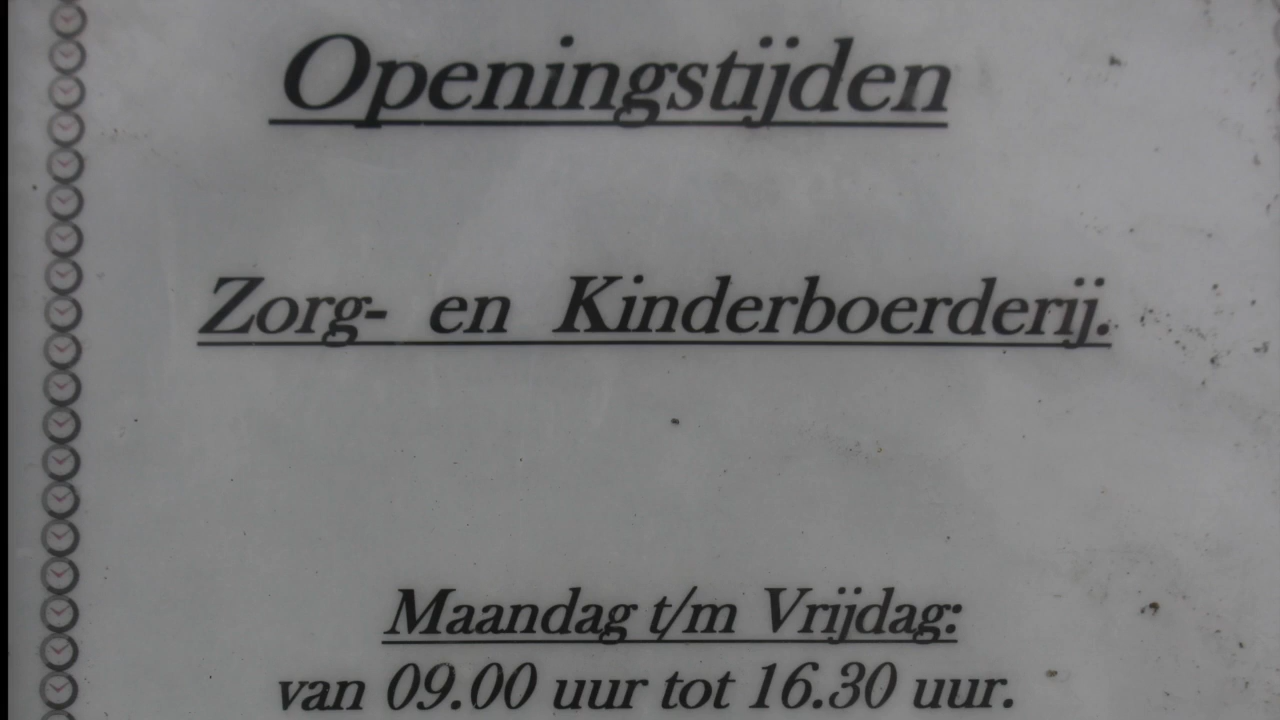 Openingstijden
Zorg- en Kinderboerderij.
Maandag t/m Vrijdag:
van 09.00 uur tot 16.30 uur.